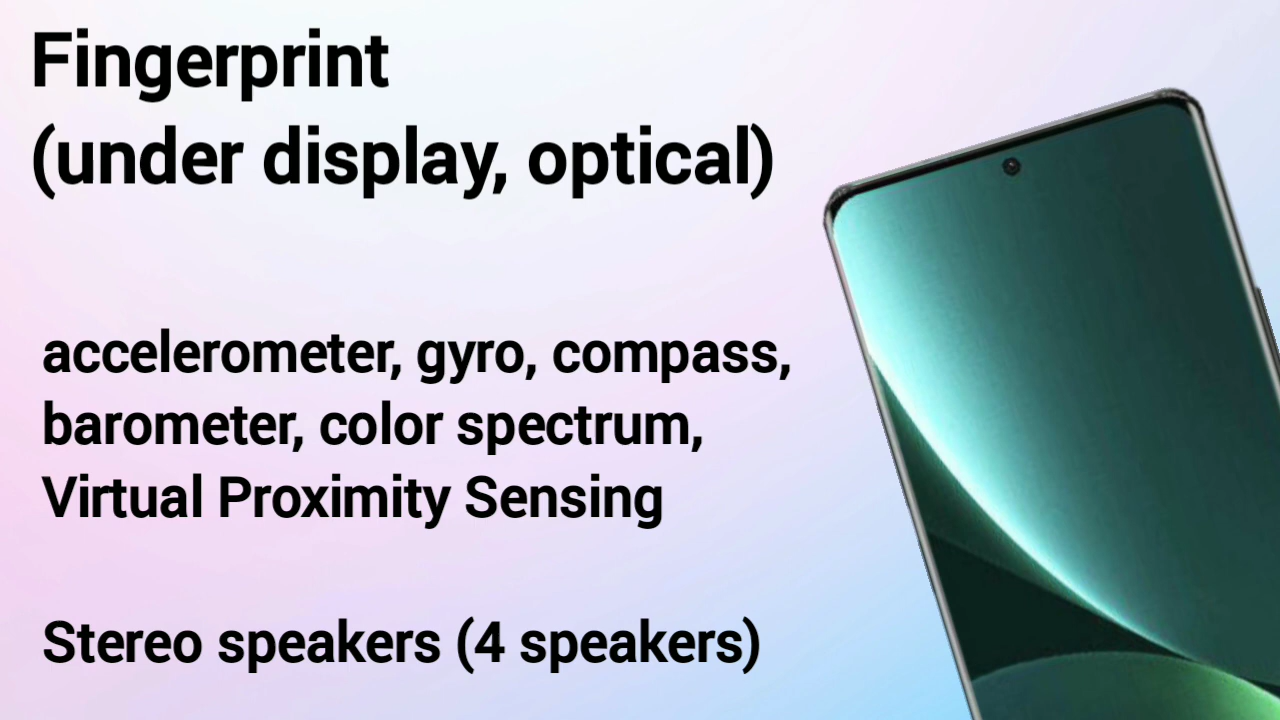 Fingerprint
(under display, optical)
accelerometer, gyro, compass,
barometer, color spectrum,
Virtual Proximity Sensing
Stereo speakers (4 speakers)